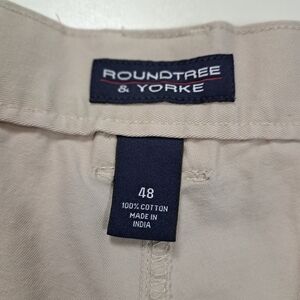 ROUNDTREE
& YORKE
48
100% COTTON
MADE IN
INDIA